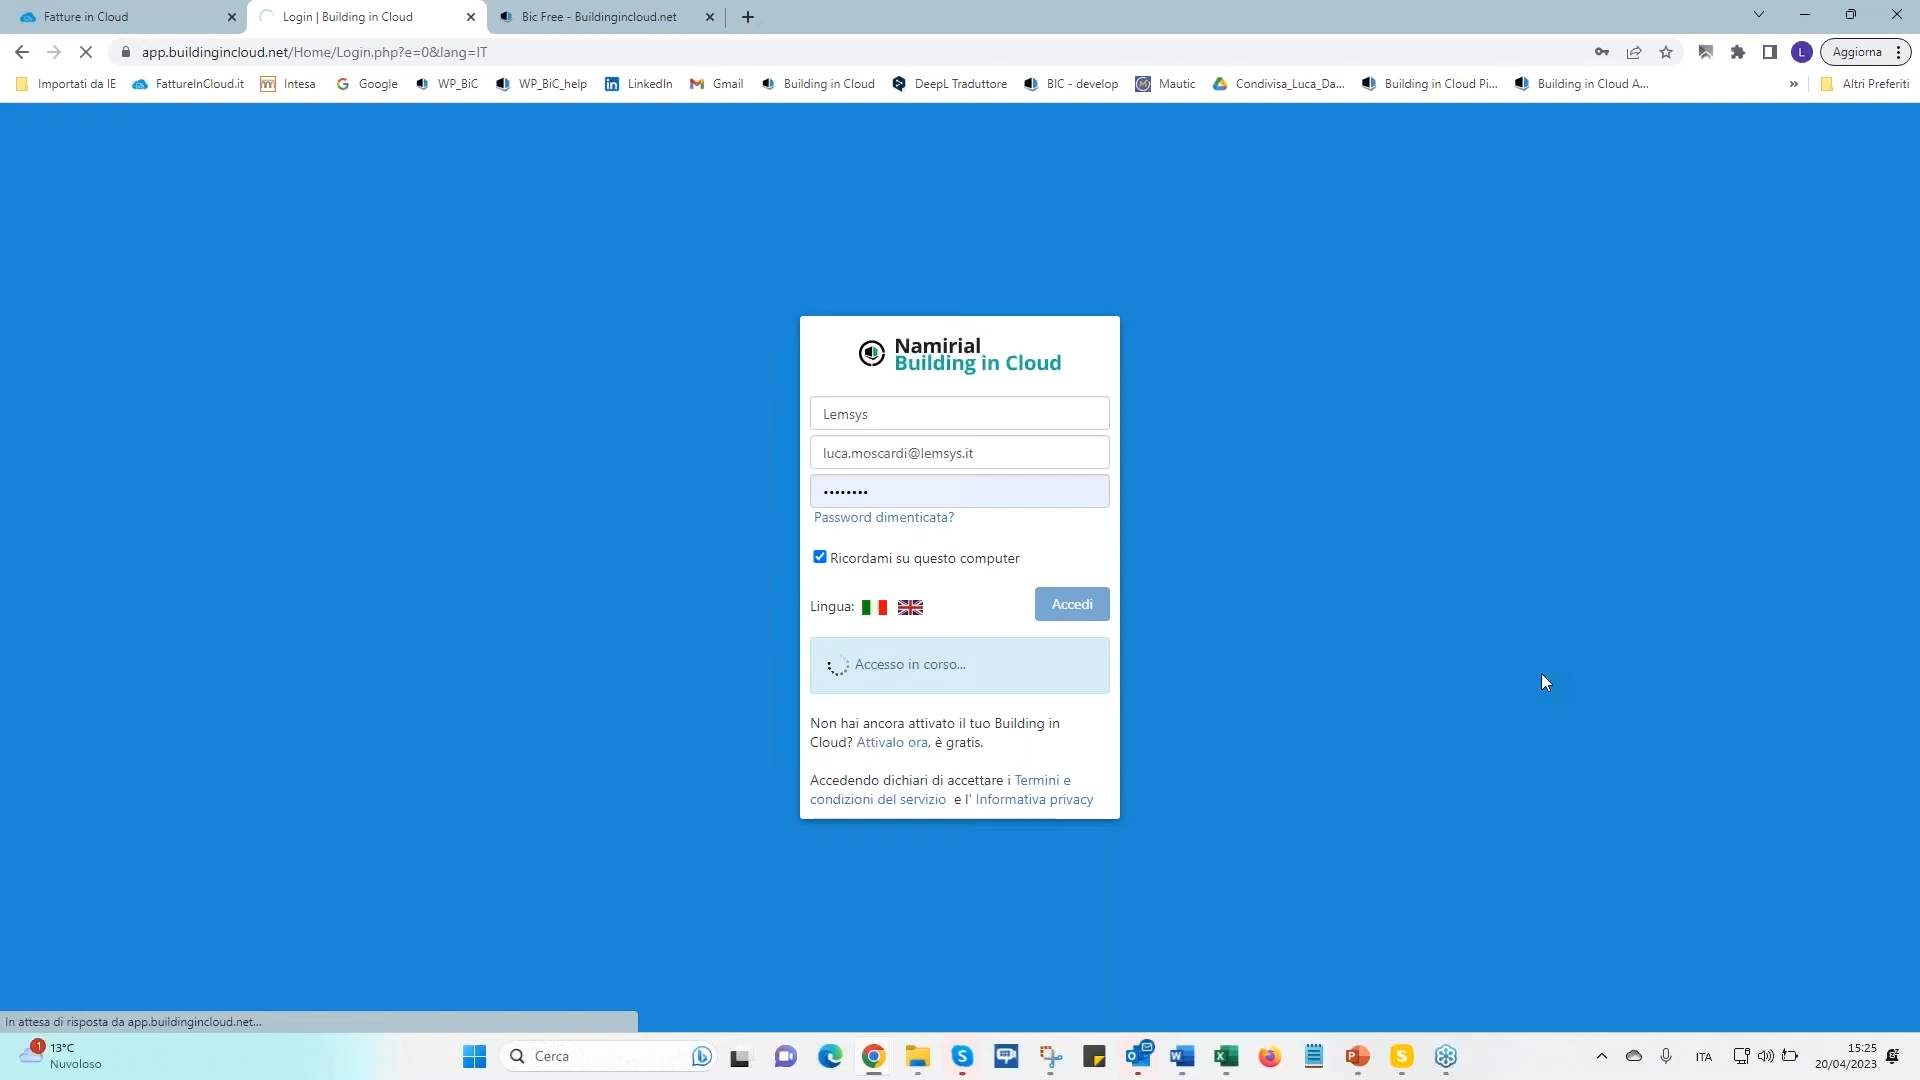 Fatture in Cloud
Login | Building in Cloud
Bic Free - Buildingincloud.net
app.buildingincloud.net/Home/Login.php?e=0&lang=IT
L
Aggiorna
Importati da IE
FattureInCloud.it
Intesa
Google
WP_BiC
WP_BiC_help
LinkedIn
Gmail
Building in Cloud
DeepL Traduttore
BIC - develop
Mautic
Condivisa_Luca_Da...
Building in Cloud Pi...
Building in Cloud A...
»
Altri Preferiti
Namirial
Building in Cloud
Lemsys
luca.moscardi@lemsys.it
••••••••
Password dimenticata?
Ricordami su questo computer
Lingua:
Accedi
Accesso in corso...
Non hai ancora attivato il tuo Building in
Cloud? Attivalo ora, è gratis.
Accedendo dichiari di accettare i Termini e
condizioni del servizio e l' Informativa privacy
In attesa di risposta da app.buildingincloud.net...
1
13°C
Nuvoloso
Cerca
ITA
15:25
20/04/2023